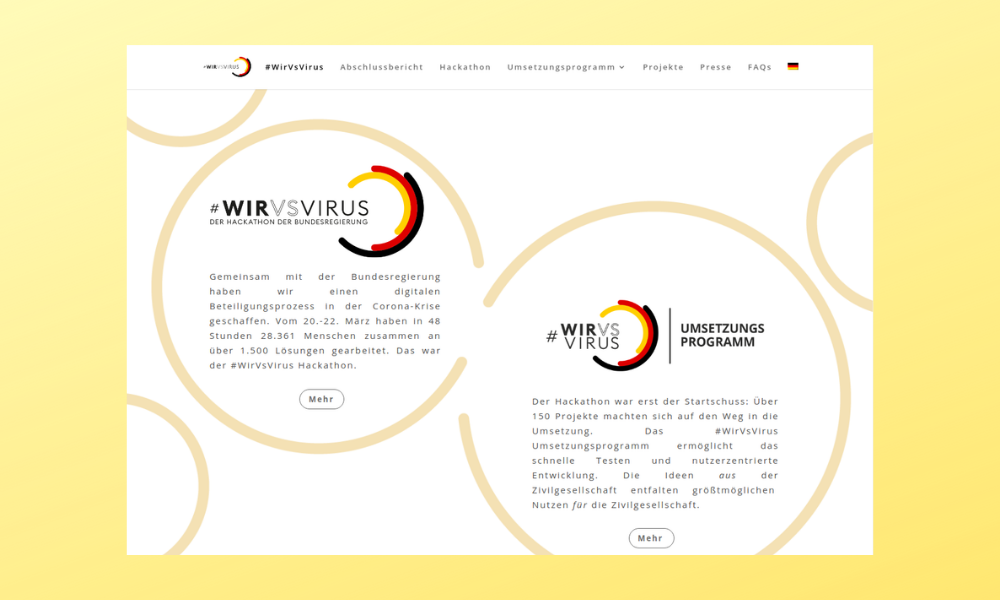 #WIRVSVIRUS #WirVsVirus Abschlussbericht Hackathon Umsetzungsprogramm Projekte Presse FAQs
#WIRVSVIRUS
DER HACKATHON DER BUNDESREGIERUNG
Gemeinsam mit der Bundesregierung
haben wir einen digitalen
Beteiligungsprozess in der Corona-Krise
geschaffen. Vom 20.-22. März haben in 48
Stunden 28.361 Menschen zusammen an
über 1.500 Lösungen gearbeitet. Das war
der #WirVsVirus Hackathon.
Mehr
#WIRVS
VIRUS
UMSETZUNGS
PROGRAMM
Der Hackathon war erst der Startschuss: Über
150 Projekte machten sich auf den Weg in die
Umsetzung. Das #WirVsVirus
Umsetzungsprogramm ermöglicht das
schnelle Testen und nutzerzentrierte
Entwicklung. Die Ideen aus der
Zivilgesellschaft entfalten größtmöglichen
Nutzen für die Zivilgesellschaft.
Mehr